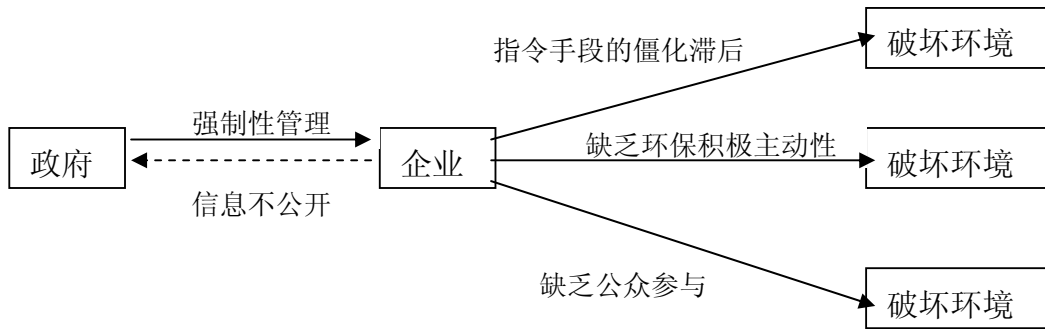 指令手段的僵化滞后
破坏环境
强制性管理
政府
企业
缺乏环保积极主动性
破坏环境
信息不公开
缺乏公众参与
破坏环境